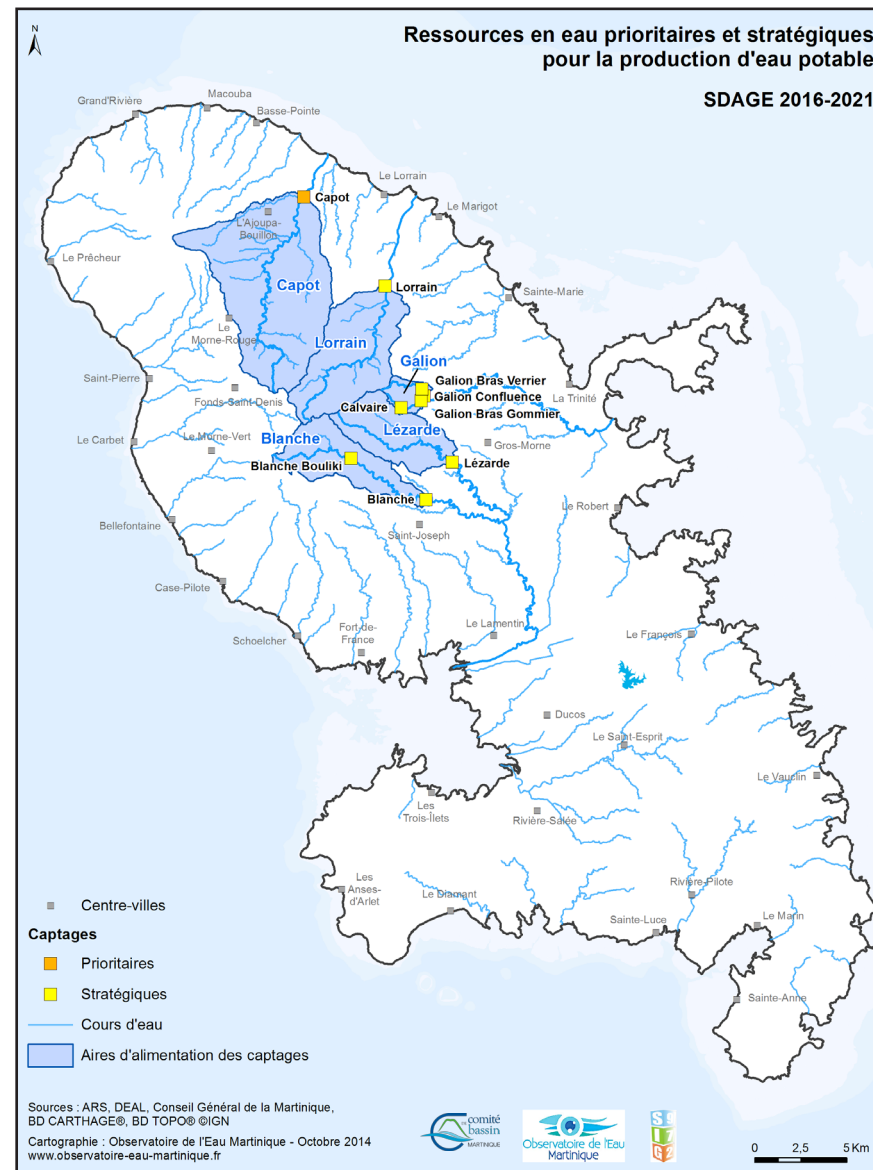 Ressources en eau prioritaires et stratégiques
pour la production d'eau potable
SDAGE 2016-2021
N
Macouba
Grand'Rivière
Basse-Pointe
Le Lorrain
Capot
Le Marigot
L'Ajoupa-
Bouillon
Le Prêcheur
Capot
Lorrain
Sainte-Marie
Le
Morne-Rouge
Lorrain
Galion
Saint-Pierre
Galion Bras Verrier
La Trinité
Fonds-Saint-Denis
Galion Confluence
Calvaire
Galion Bras Gommier
Le Carbet
Le Morne-Vert
Blanche
Lézarde
Gros-Morne
Blanche Bouliki
Lézarde
Blanche
Le Robert
Bellefontaine
Saint-Joseph
Case-Pilote
Schoelcher
Fort-de-
France
Le Lamentin
Le François
Ducos
Le Saint-Esprit
Le Vauclin
Les
Trois-Îlets
Rivière-Salée
Les
Anses-
d'Arlet
Le Diamant
Rivière-Pilote
Sainte-Luce
Le Marin
Sainte-Anne
Centre-villes
Captages
Prioritaires
Stratégiques
Cours d'eau
Aires d'alimentation des captages
Sources : ARS, DEAL, Conseil Général de la Martinique,
BD CARTHAGE®, BD TOPO® ©IGN
Cartographie : Observatoire de l'Eau Martinique - Octobre 2014
www.observatoire-eau-martinique.fr
comité
bassin
MARTINIQUE
Observatoire de l'Eau
Martinique
0 2,5 5 Km